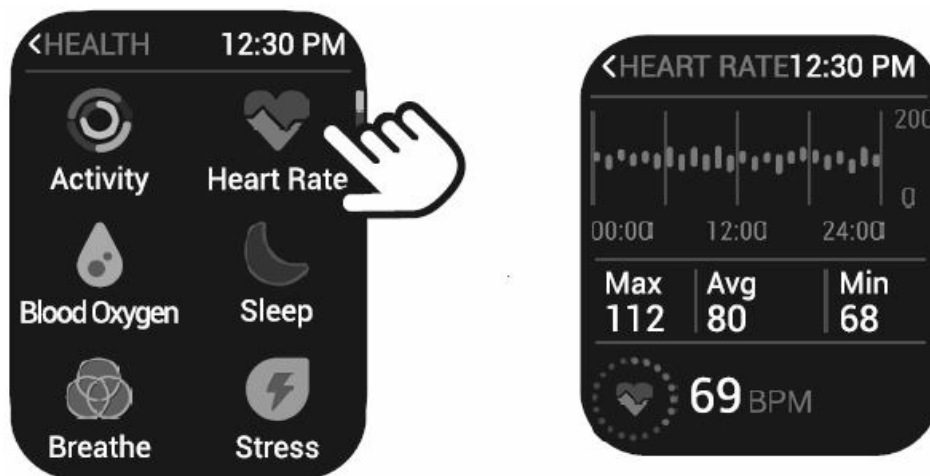 <HEALTH 12:30 PM
Activity Heart Rate
Blood Oxygen Sleep
Breathe Stress
<HEART RATE12:30 PM
200
0
00:00 12:00 24:00
Max Avg Min
112 80 68
69 BPM